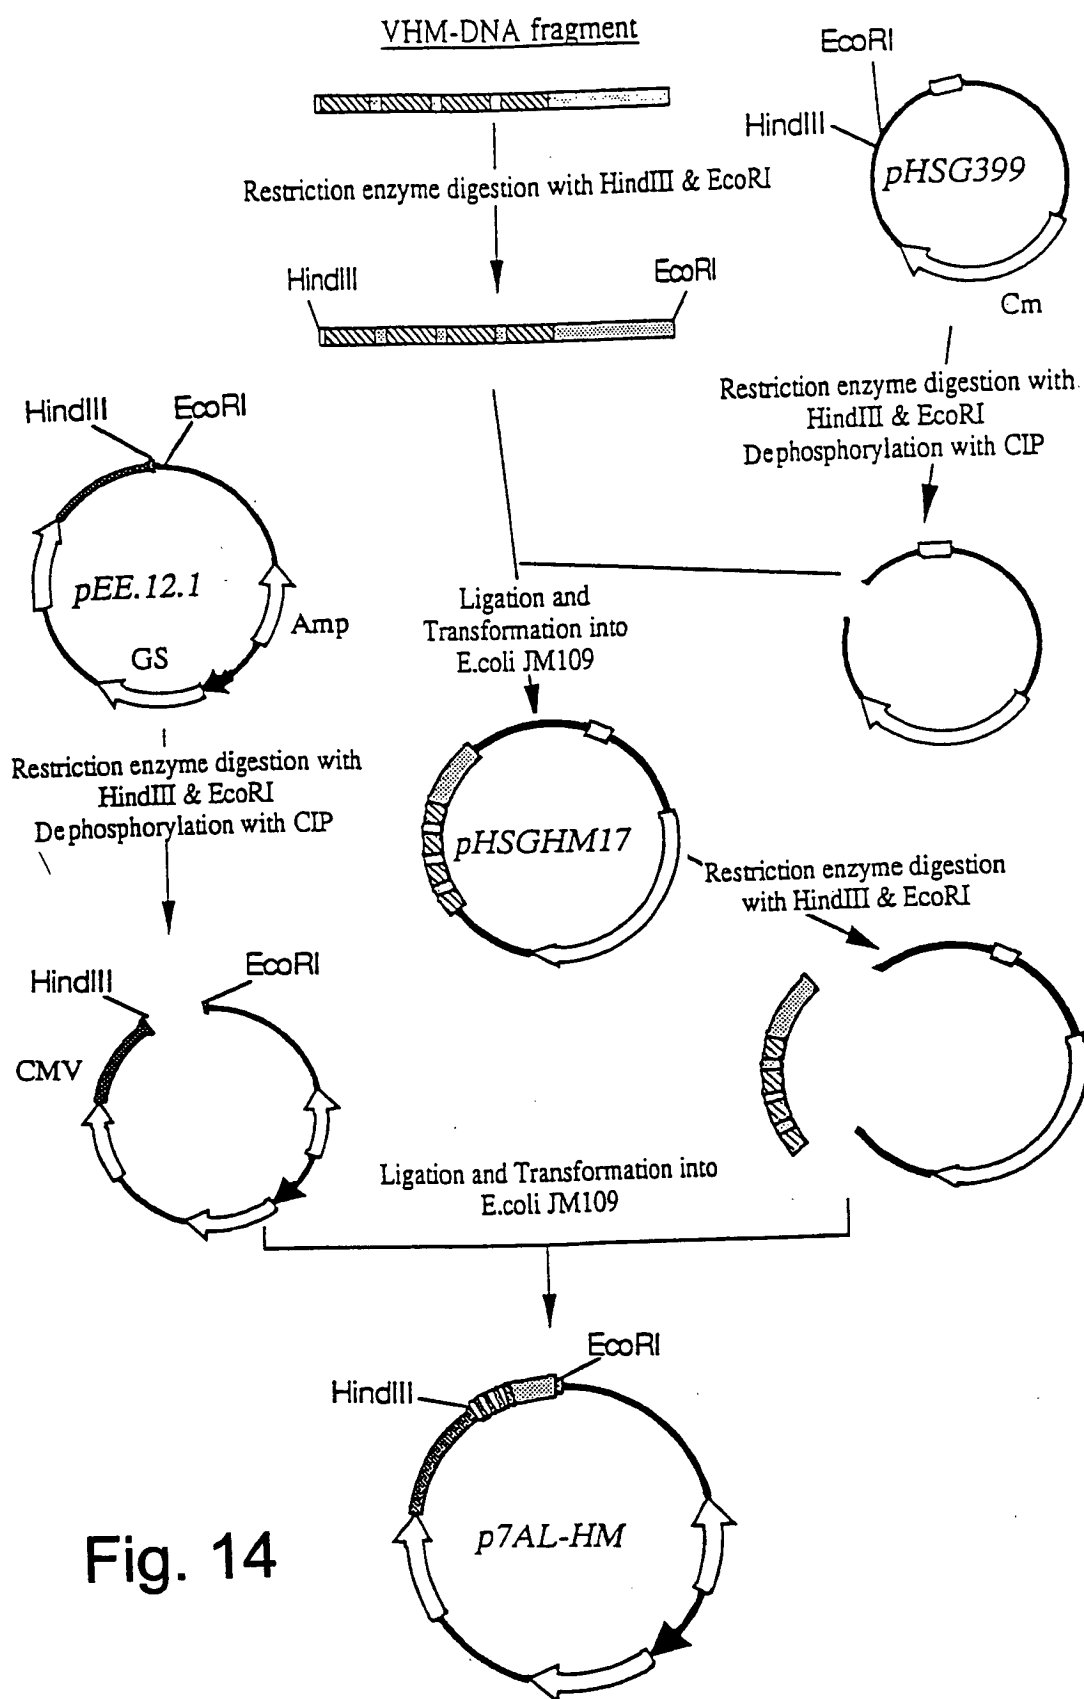 VHM-DNA fragment
EcoRI
HindIII
pHSG399
Cm
Restriction enzyme digestion with HindIII & EcoRI
HindIII
EcoRI
Restriction enzyme digestion with
HindIII & EcoRI
Dephosphorylation with CIP
HindIII
EcoRI
pEE.12.1
Amp
GS
Ligation and
Transformation into
E.coli JM109
Restriction enzyme digestion with
HindIII & EcoRI
Dephosphorylation with CIP
pHSGHM17
Restriction enzyme digestion
with HindIII & EcoRI
HindIII
EcoRI
CMV
Ligation and Transformation into
E.coli JM109
EcoRI
HindIII
p7AL-HM
Fig. 14